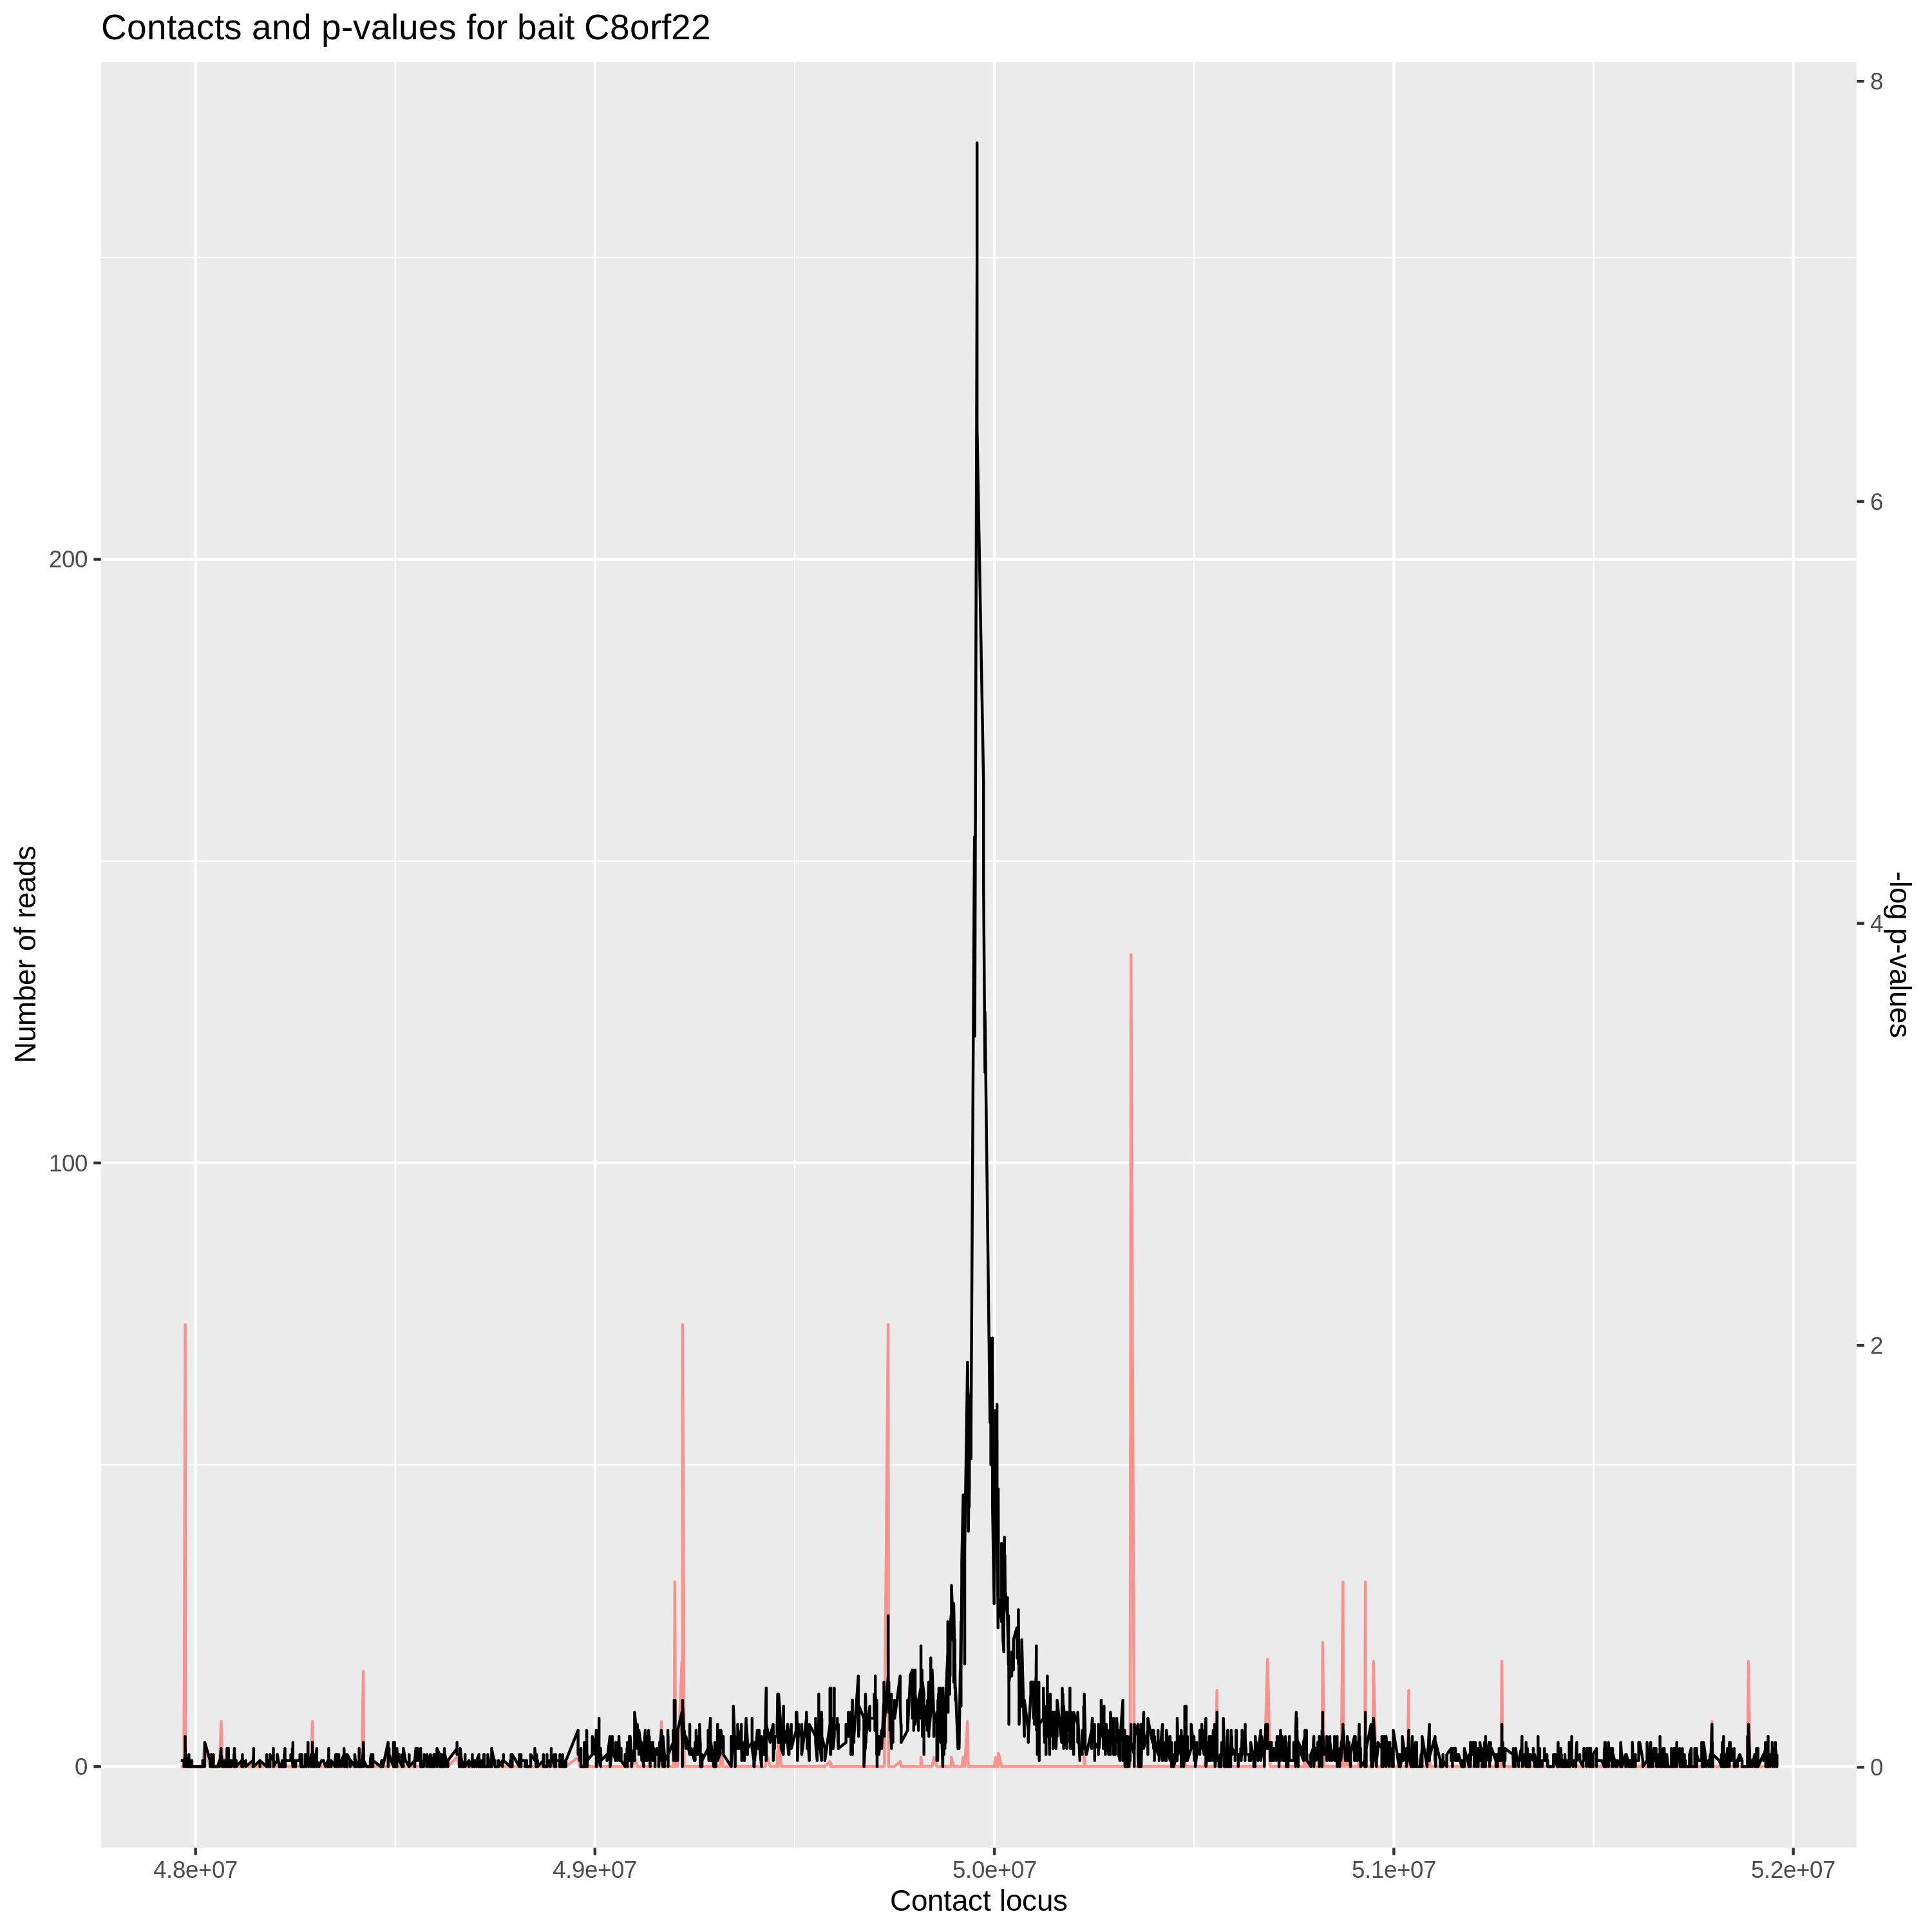 Contacts and p-values for bait C8orf22
Number of reads
200
100
0
8
6
4
2
0
-log p-values
4.8e+07
4.9e+07
5.0e+07
5.1e+07
5.2e+07
Contact locus